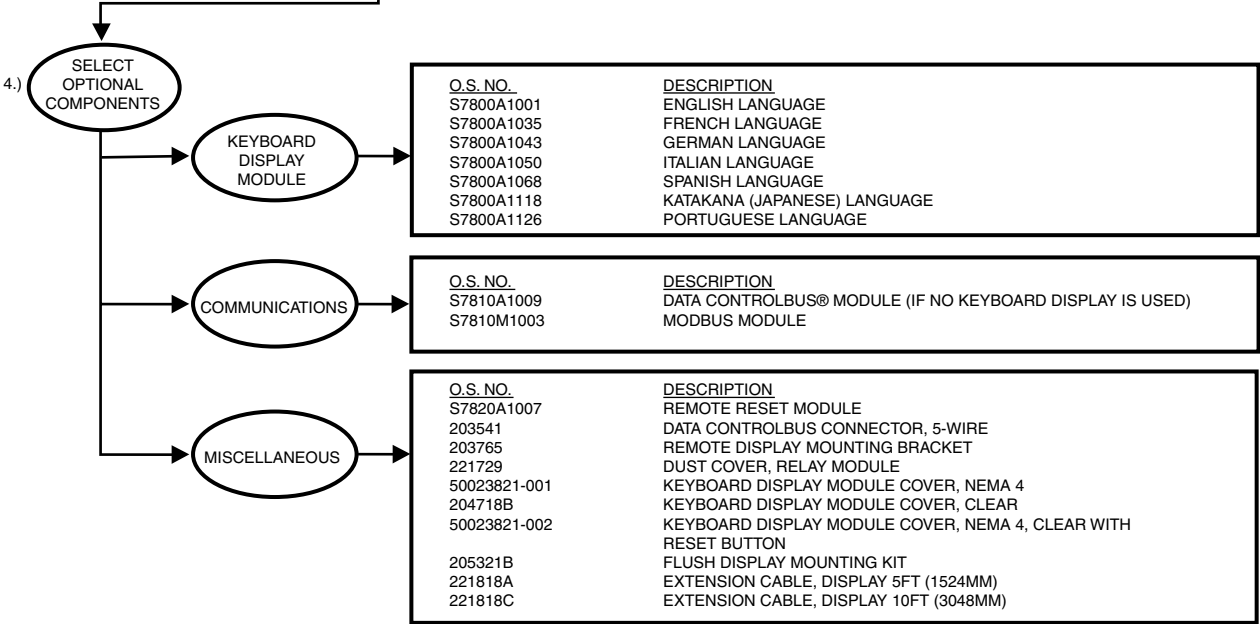 4.)
SELECT
OPTIONAL
COMPONENTS
KEYBOARD
DISPLAY
MODULE
O.S. NO. DESCRIPTION
S7800A1001 ENGLISH LANGUAGE
S7800A1035 FRENCH LANGUAGE
S7800A1043 GERMAN LANGUAGE
S7800A1050 ITALIAN LANGUAGE
S7800A1068 SPANISH LANGUAGE
S7800A1118 KATAKANA (JAPANESE) LANGUAGE
S7800A1126 PORTUGUESE LANGUAGE
COMMUNICATIONS
O.S. NO. DESCRIPTION
S7810A1009 DATA CONTROLBUS® MODULE (IF NO KEYBOARD DISPLAY IS USED)
S7810M1003 MODBUS MODULE
MISCELLANEOUS
O.S. NO. DESCRIPTION
S7820A1007 REMOTE RESET MODULE
203541 DATA CONTROLBUS CONNECTOR, 5-WIRE
203765 REMOTE DISPLAY MOUNTING BRACKET
221729 DUST COVER, RELAY MODULE
50023821-001 KEYBOARD DISPLAY MODULE COVER, NEMA 4
204718B KEYBOARD DISPLAY MODULE COVER, CLEAR
50023821-002 KEYBOARD DISPLAY MODULE COVER, NEMA 4, CLEAR WITH
RESET BUTTON
205321B FLUSH DISPLAY MOUNTING KIT
221818A EXTENSION CABLE, DISPLAY 5FT (1524MM)
221818C EXTENSION CABLE, DISPLAY 10FT (3048MM)